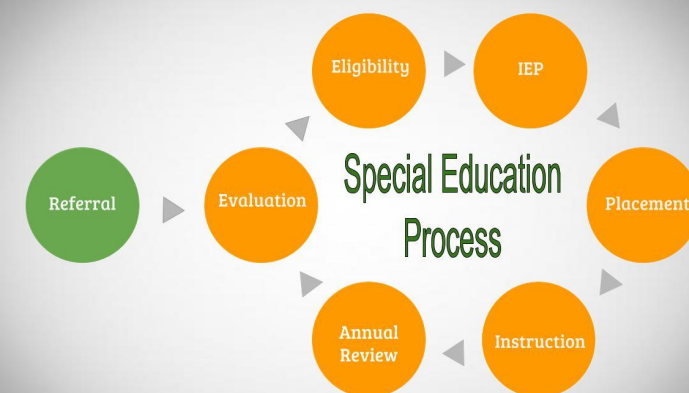 Eligibility
IEP
Referral
Evaluation
Special Education
Process
Placement
Annual
Review
Instruction